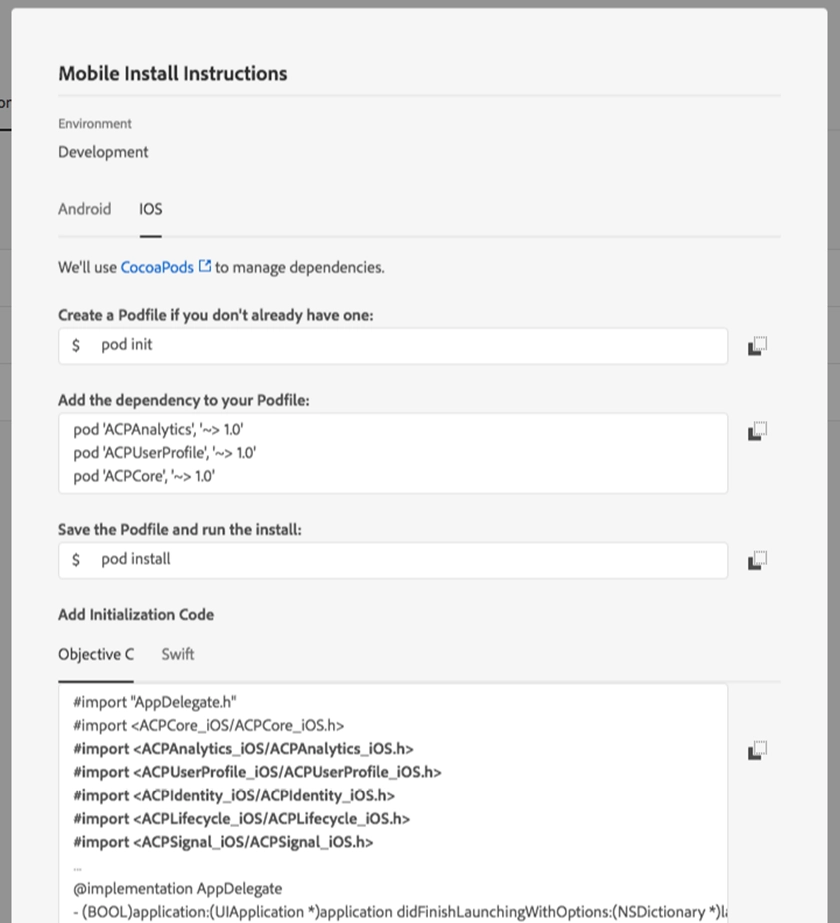 or
Mobile Install Instructions
Environment
Development
Android IOS
We'll use CocoaPods to manage dependencies.
Create a Podfile if you don't already have one:
$ pod init
Add the dependency to your Podfile:
pod 'ACPAnalytics', '~> 1.0'
pod 'ACPUserProfile', '~> 1.0'
pod 'ACPCore', '~> 1.0'
Save the Podfile and run the install:
$ pod install
Add Initialization Code
Objective C Swift
#import "AppDelegate.h"
#import <ACPCore_iOS/ACPCore_iOS.h>
#import <ACPAnalytics_iOS/ACPAnalytics_iOS.h>
#import <ACPUserProfile_iOS/ACPUserProfile_iOS.h>
#import <ACPIdentity_iOS/ACPIdentity_iOS.h>
#import <ACPLifecycle_iOS/ACPLifecycle_iOS.h>
#import <ACPSignal_iOS/ACPSignal_iOS.h>
...
@implementation AppDelegate
- (BOOL)application:(UIApplication *)application didFinishLaunchingWithOptions:(NSDictionary *)l